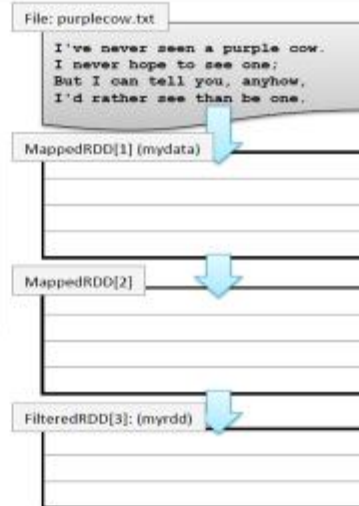 File: purplecow.txt
I've never seen a purple cow.
I never hope to see one;
But I can tell you, anyhow,
I'd rather see than be one.
MappedRDD[1] (mydata)
MappedRDD[2]
FilteredRDD[3]: (myrdd)